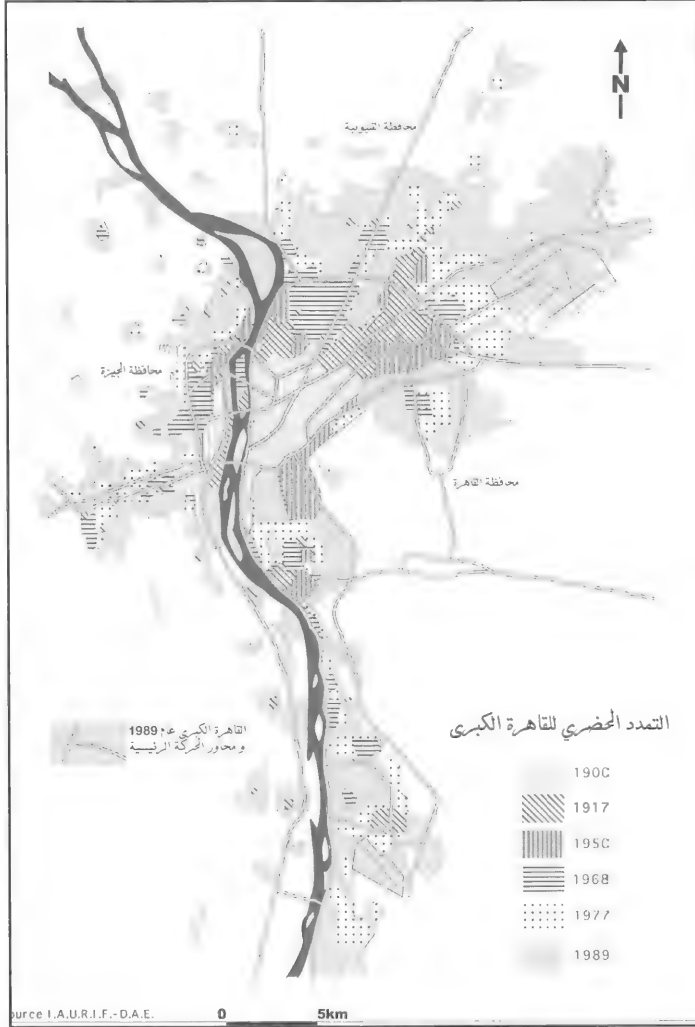 N
محافظة القليوبية
محافظة الجيزة
محافظة القاهرة
القاهرة الكبرى عام 1989
ومحاور الحركة الرئيسية
التمدد الحضري للقاهرة الكبرى
1900
1917
1950
1968
1977
1989
ource I.A.U.R.I.F.-D.A.E.
0 5km